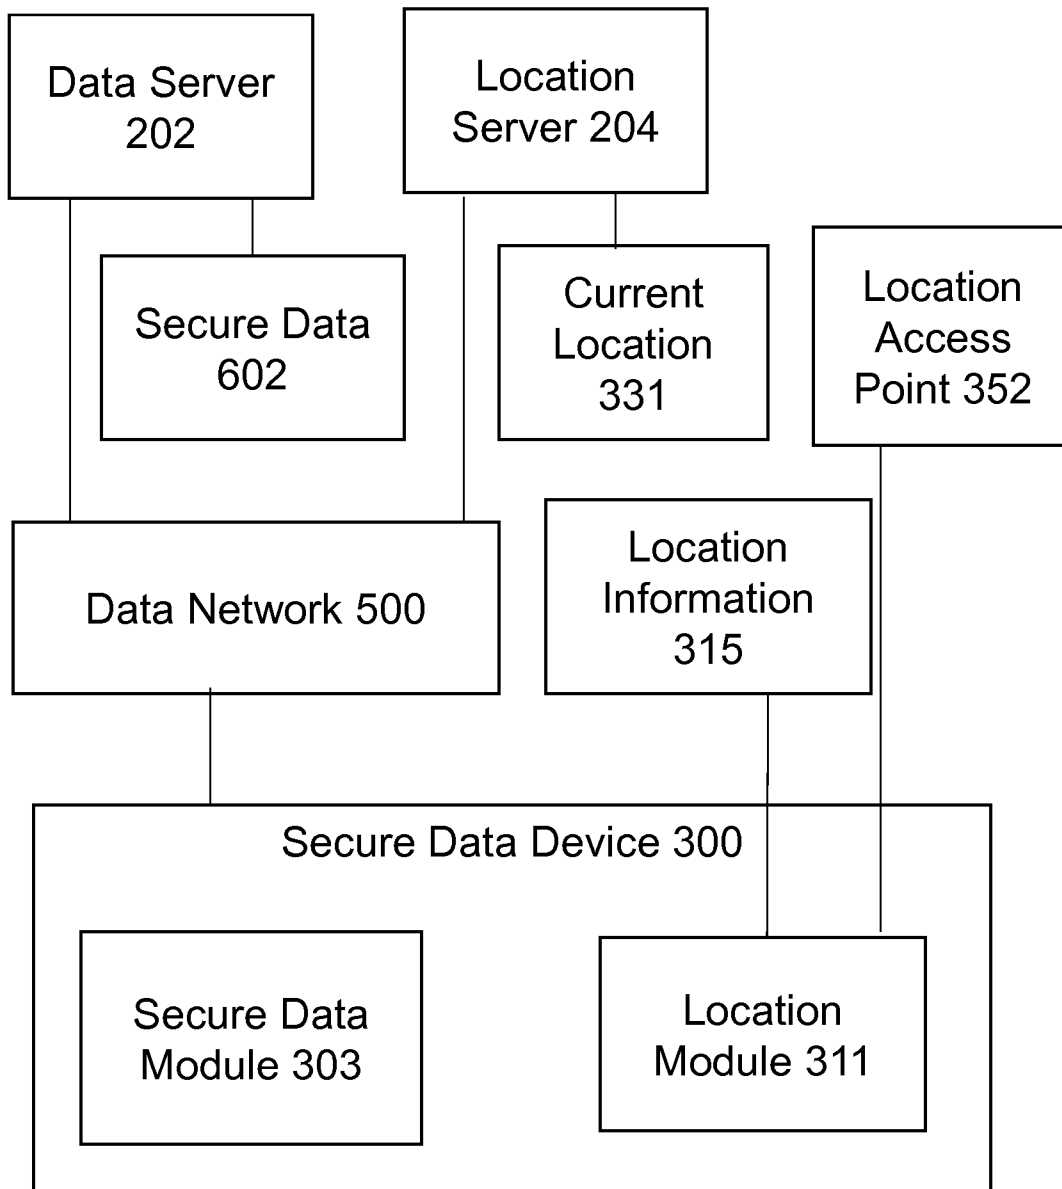 Data Server
202
Location
Server 204
Secure Data
602
Current
Location
331
Location
Access
Point 352
Data Network 500
Location
Information
315
Secure Data Device 300
Secure Data
Module 303
Location
Module 311